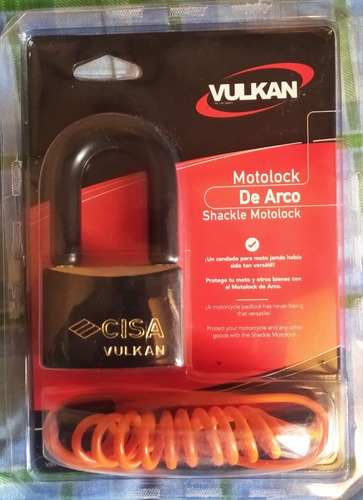 VULKAN
Motolock
De Arco
Shackle Motolock
¡Un candado para moto jamás había
sido tan versátil!
Protege tu moto y otros bienes con
el Motolock de Arco.
¡A motorcycle padlock has never being
that versatile!
Protect your motorcycle and any other
goods with the Shackle Motolock.
CISA
VULKAN